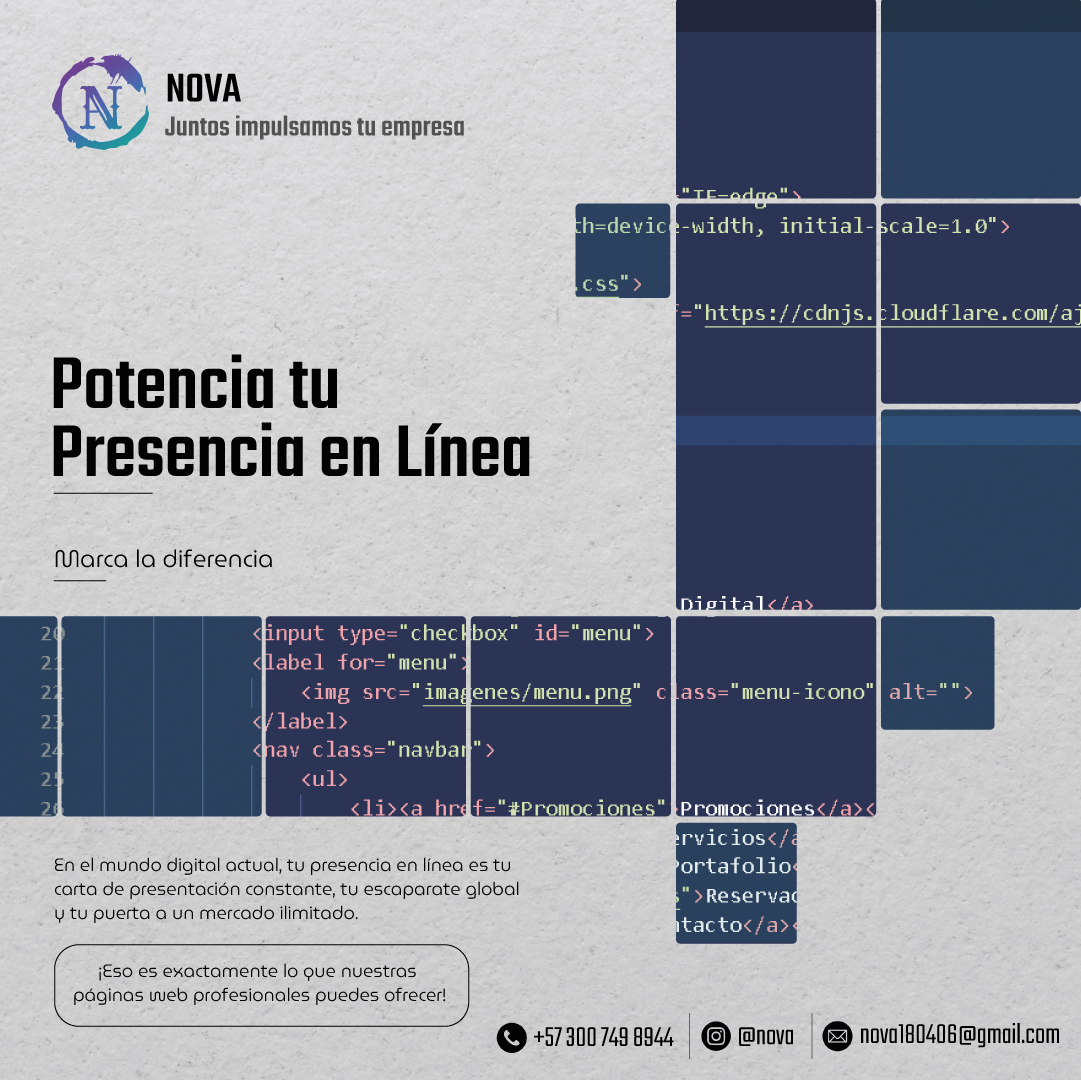 NOVA
Juntos impulsamos tu empresa
="IE=edge">
th=device-width, initial-scale=1.0">
.css">
="https://cdnjs.cloudflare.com/aj
Potencia tu
Presencia en Línea
Marca la diferencia
Digital</a>
20 <input type="checkbox" id="menu">
21 <label for="menu">
22 <img src="imagenes/menu.png" class="menu-icono" alt="">
23 </label>
24 <nav class="navbar">
25 <ul>
26 <li><a href="#Promociones">Promociones</a><
ervicios</a
Portafolio<
s">Reservac
ntacto</a><
En el mundo digital actual, tu presencia en línea es tu
carta de presentación constante, tu escaparate global
y tu puerta a un mercado ilimitado.
¡Eso es exactamente lo que nuestras
páginas web profesionales puedes ofrecer!
+57 300 749 8944
@nova
nova180406@gmail.com